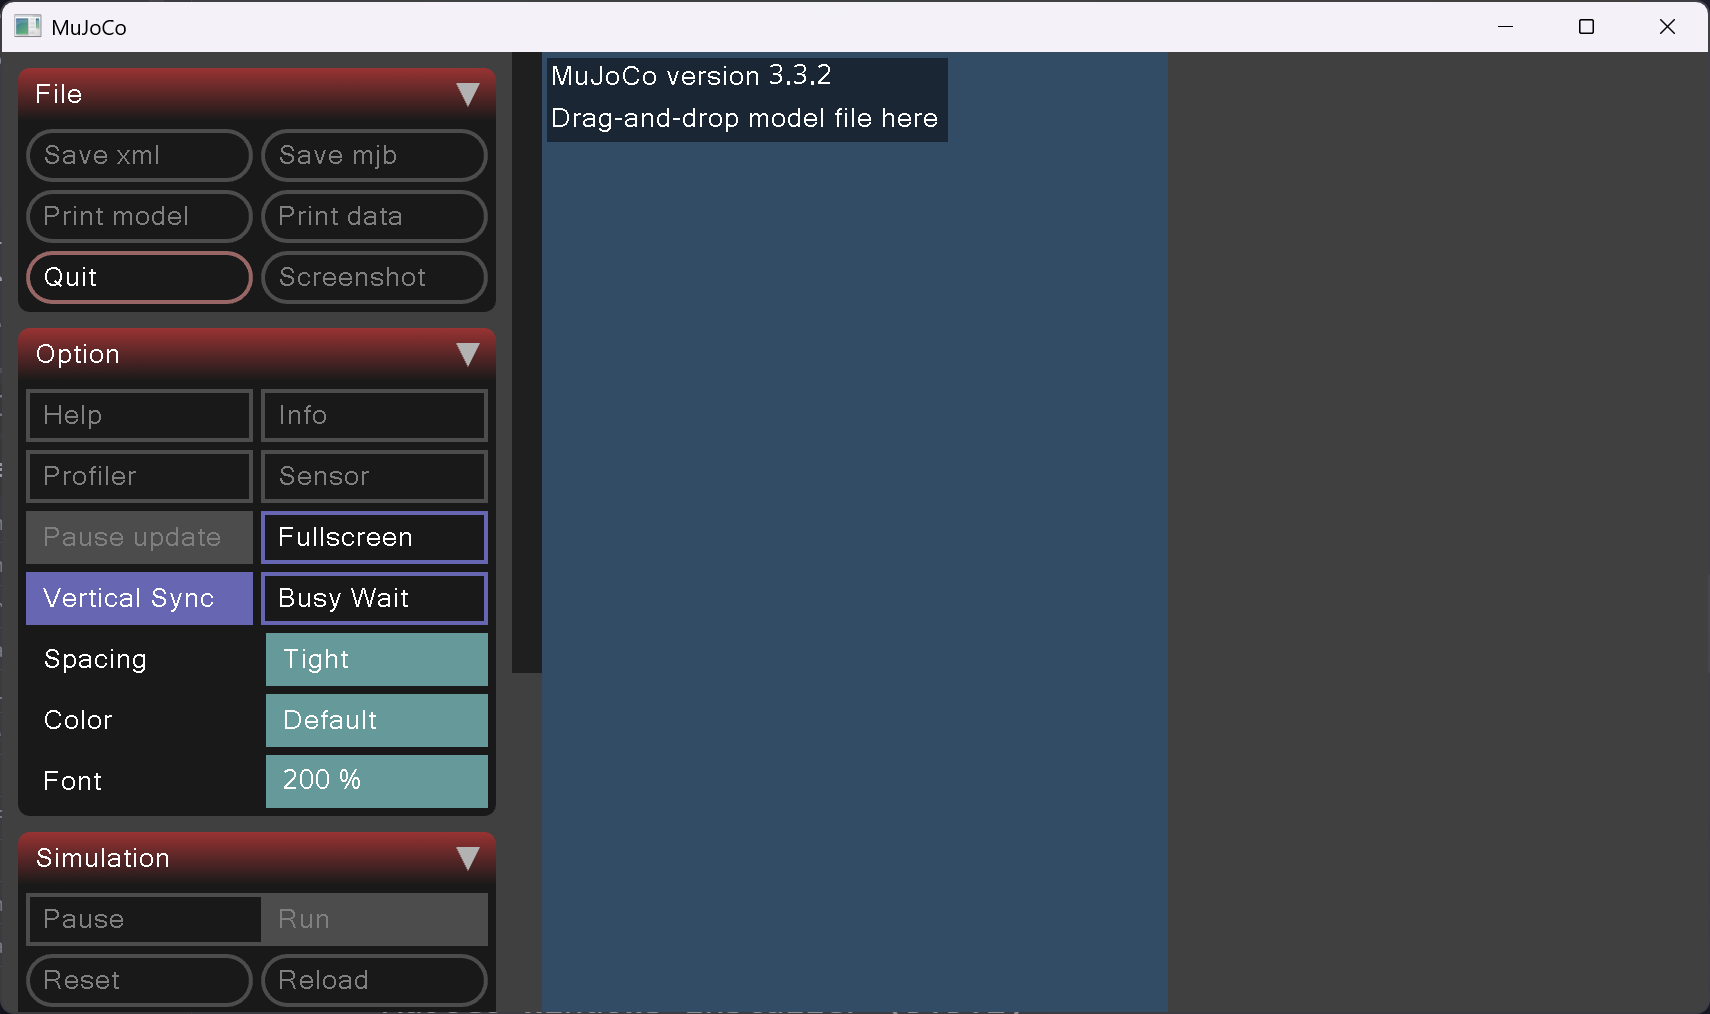 MuJoCo
File
Save xml
Save mjb
Print model
Print data
Quit
Screenshot
Option
Help
Info
Profiler
Sensor
Pause update
Fullscreen
Vertical Sync
Busy Wait
Spacing
Tight
Color
Default
Font
200 %
Simulation
Pause
Run
Reset
Reload
MuJoCo version 3.3.2
Drag-and-drop model file here